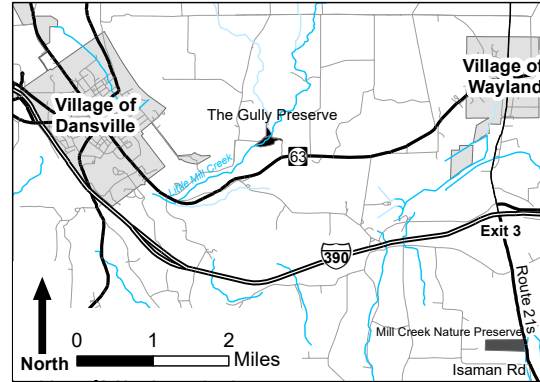 Village of
Wayland
Village of
Dansville
The Gully Preserve
63
Little Mill Creek
Exit 3
390
Route 21s
Mill Creek Nature Preserve
Isaman Rd
0 1 2
Miles
North